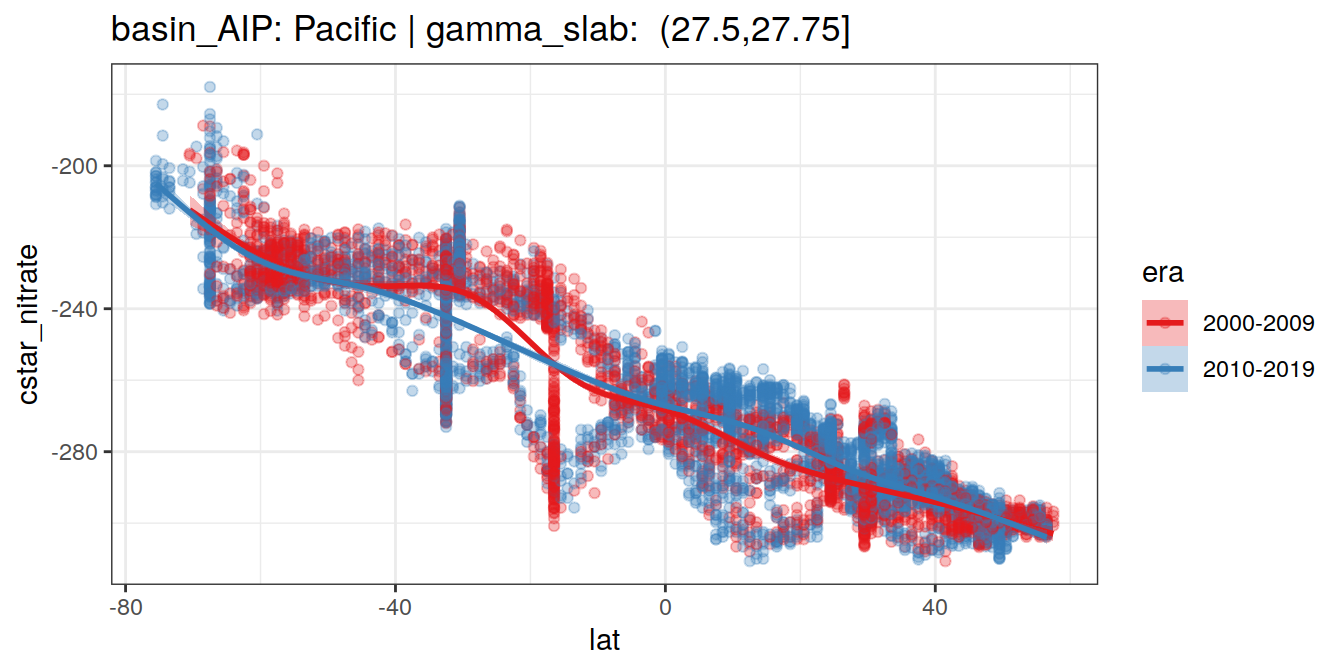 basin_AIP: Pacific | gamma_slab:  (27.5,27.75]
cstar_nitrate
-200
-240
-280
-80
-40
0
40
lat
era
2000-2009
2010-2019